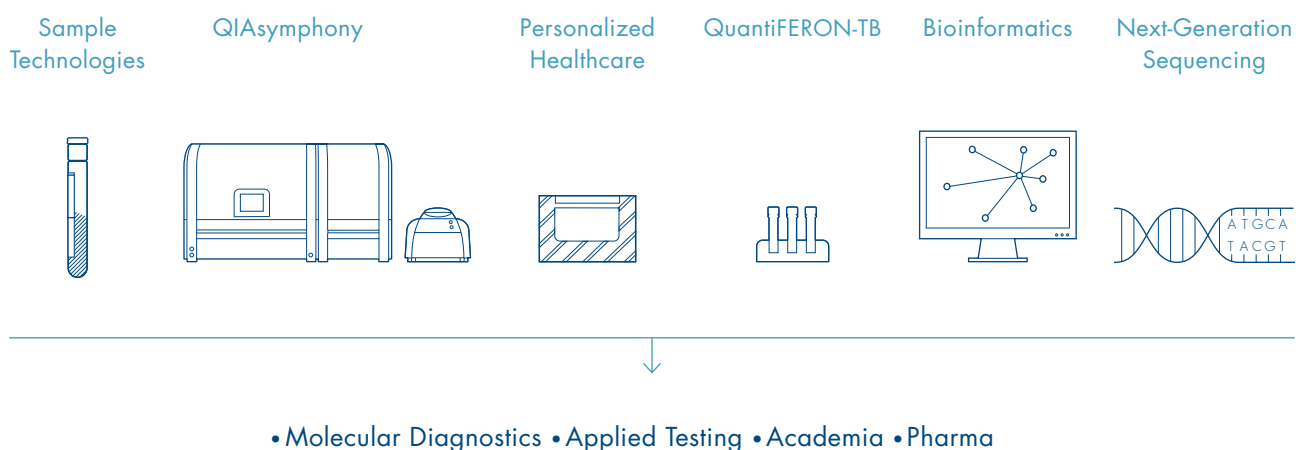 Sample
Technologies
QIAsymphony
Personalized
Healthcare
QuantiFERON-TB
Bioinformatics
Next-Generation
Sequencing
ATGCA
TACGT
•Molecular Diagnostics •Applied Testing •Academia •Pharma